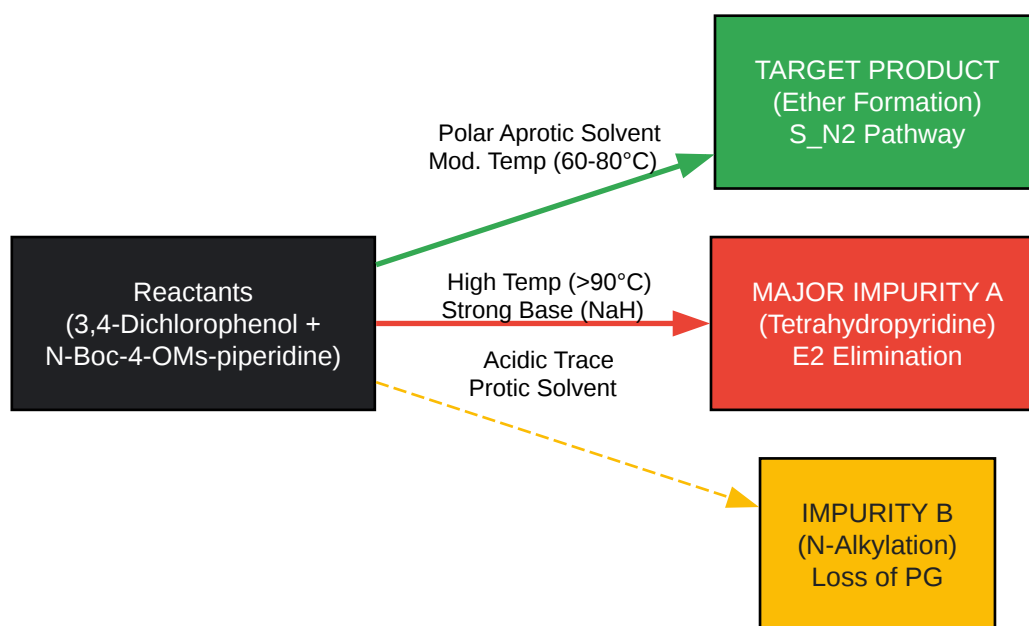 TARGET PRODUCT
(Ether Formation)
S_N2 Pathway
Polar Aprotic Solvent
Mod. Temp (60-80°C)
Reactants
(3,4-Dichlorophenol +
N-Boc-4-OMs-piperidine)
High Temp (>90°C)
Strong Base (NaH)
MAJOR IMPURITY A
(Tetrahydropyridine)
E2 Elimination
Acidic Trace
Protic Solvent
IMPURITY B
(N-Alkylation)
Loss of PG